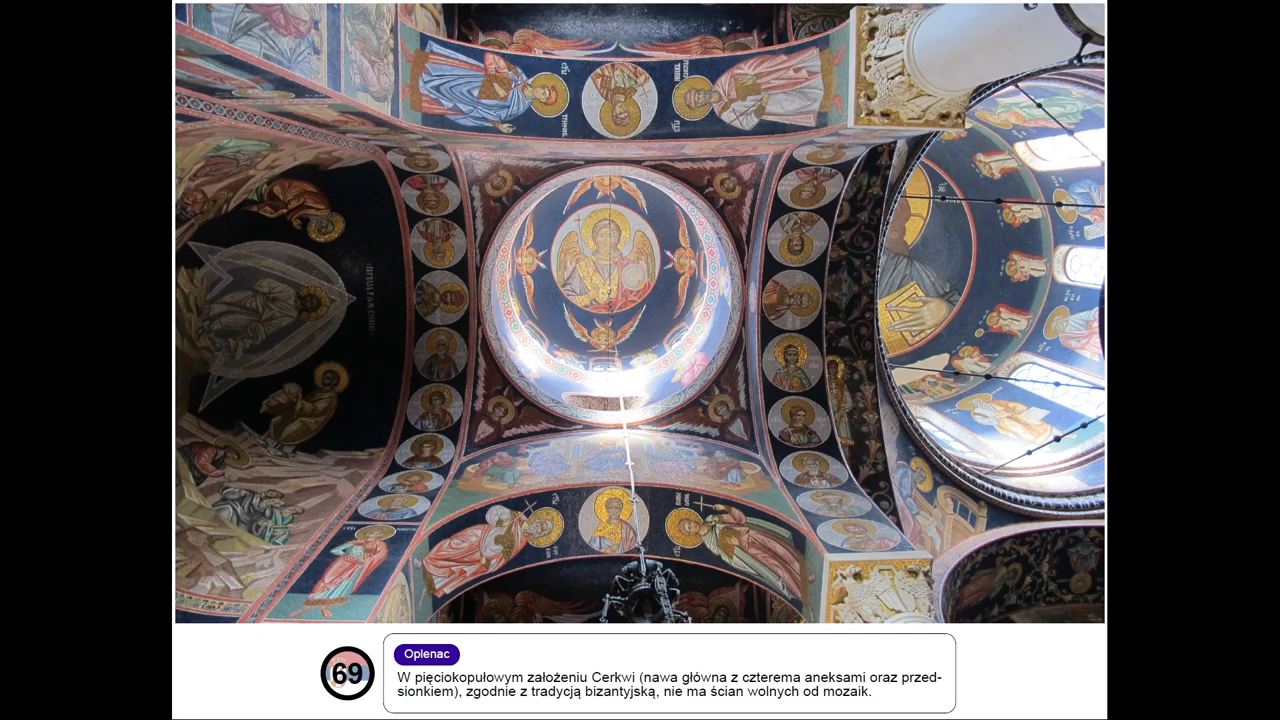 69
Oplenac
W pięciokopułowym założeniu Cerkwi (nawa główna z czterema aneksami oraz przed-
sionkiem), zgodnie z tradycją bizantyjską, nie ma ścian wolnych od mozaik.